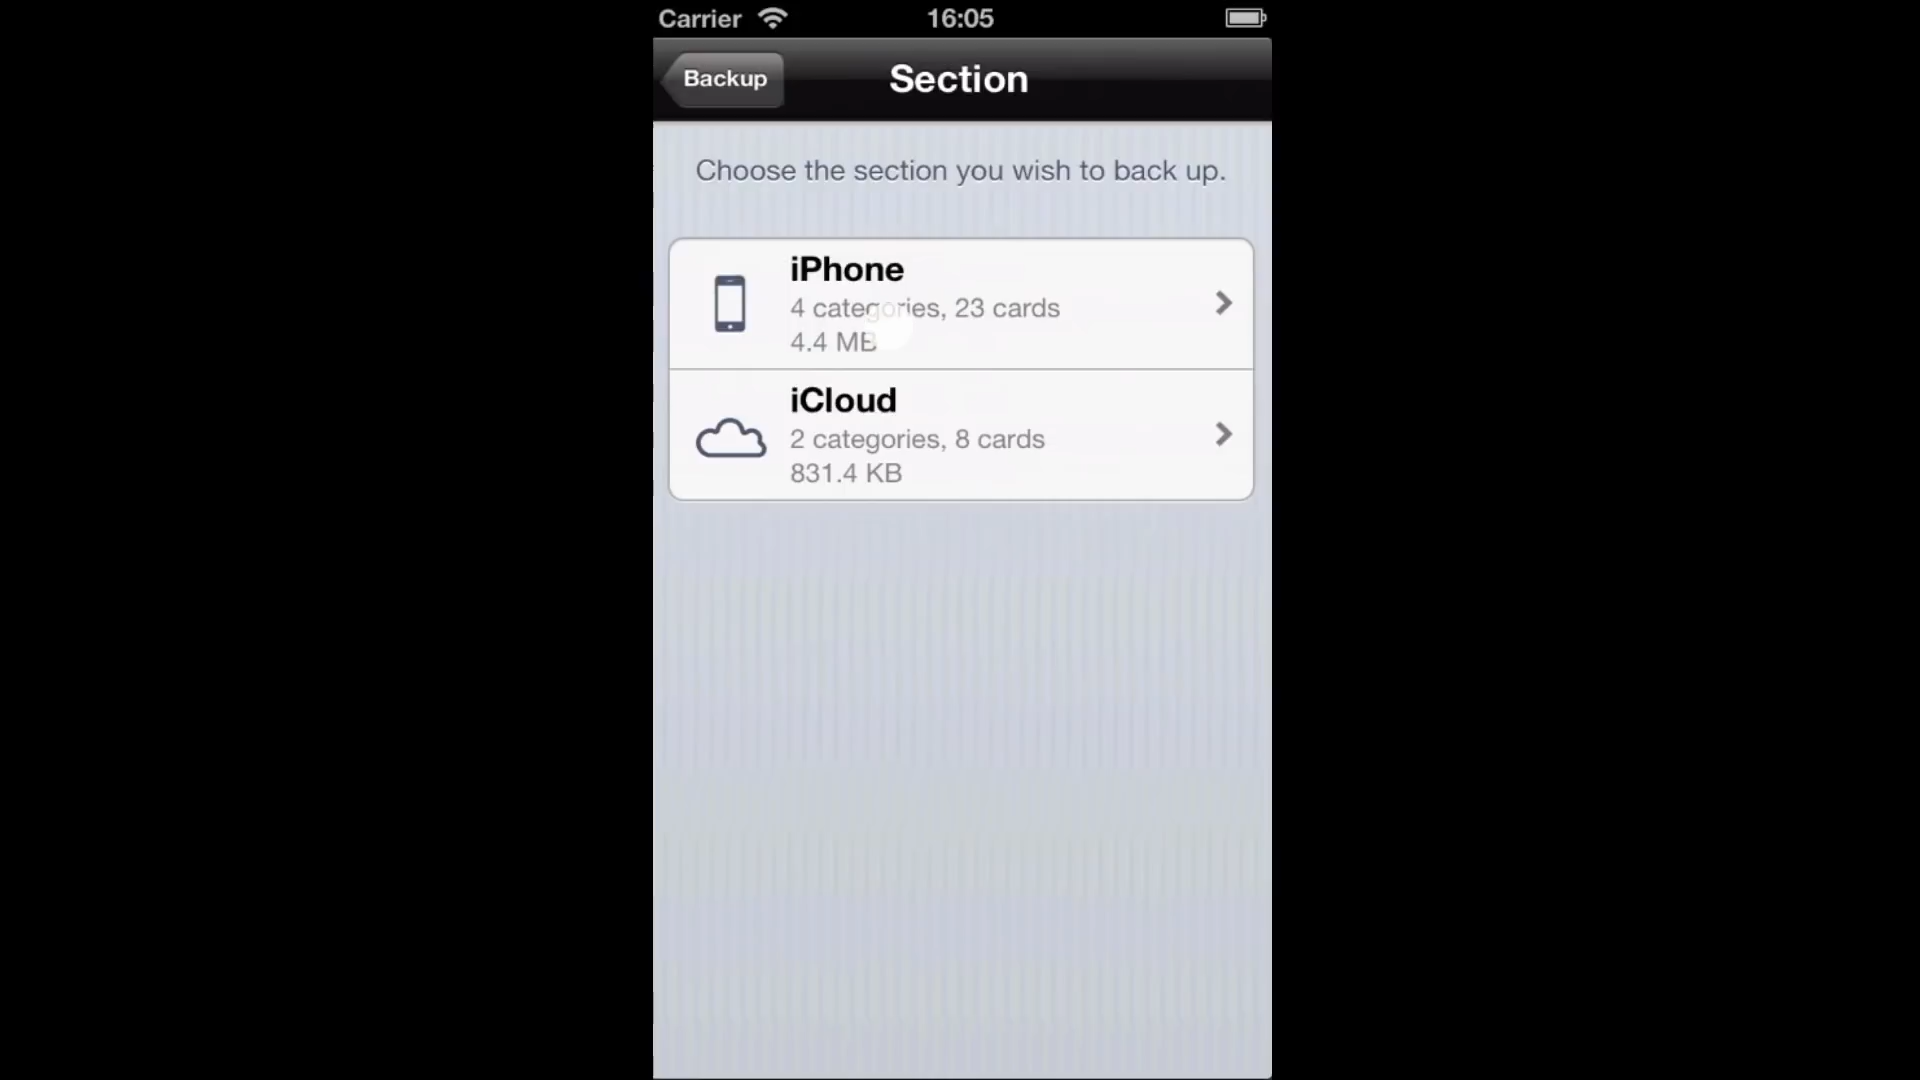 Carrier 16:05
Backup Section
Choose the section you wish to back up.
iPhone
4 categories, 23 cards
4.4 MB
iCloud
2 categories, 8 cards
831.4 KB